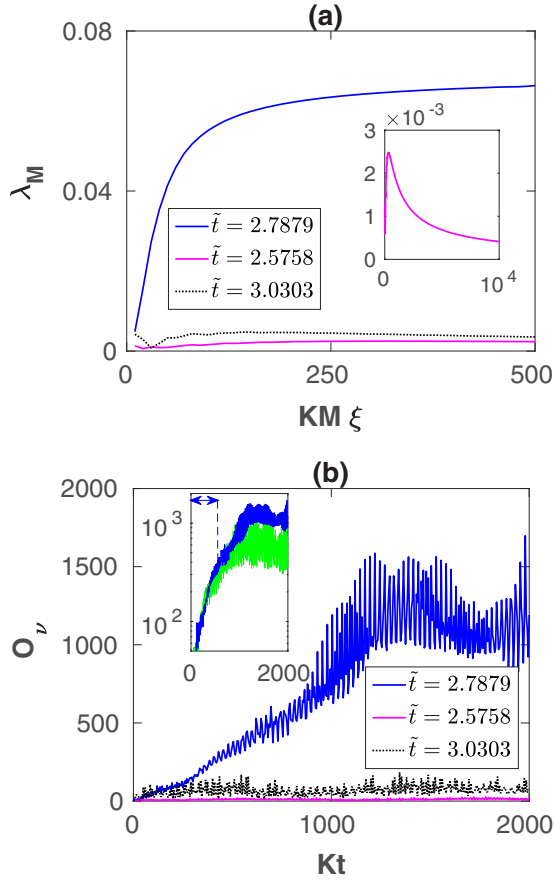 (a)
0.08
0.04
0
λ_M
× 10^-3
3
2
1
0
0
10^4
t̃ = 2.7879
t̃ = 2.5758
t̃ = 3.0303
250
500
KM ξ
(b)
2000
1500
1000
500
0
O_ν
10^3
10^2
0
2000
t̃ = 2.7879
t̃ = 2.5758
t̃ = 3.0303
0
1000
2000
Kt